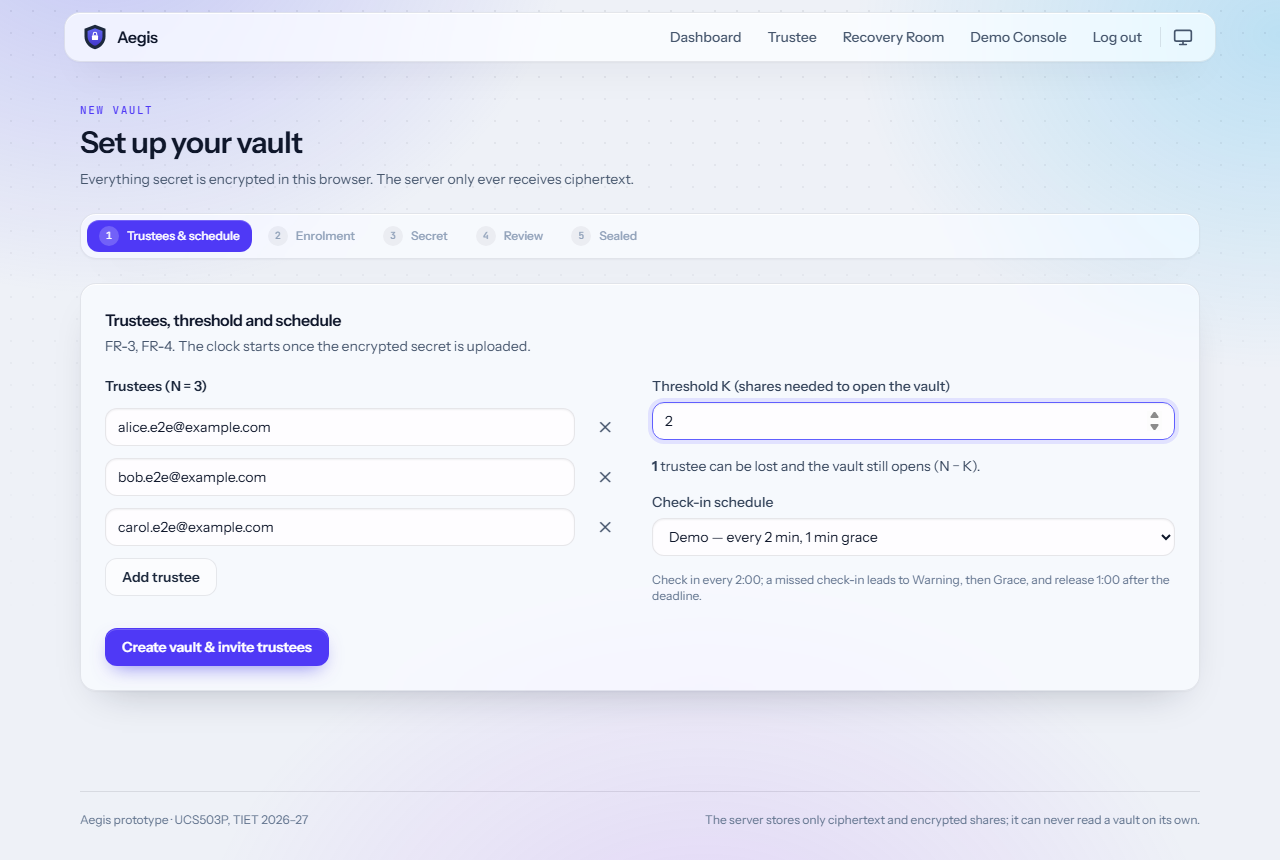 Aegis
Dashboard
Trustee
Recovery Room
Demo Console
Log out
NEW VAULT
Set up your vault
Everything secret is encrypted in this browser. The server only ever receives ciphertext.
1 Trustees & schedule
2 Enrolment
3 Secret
4 Review
5 Sealed
Trustees, threshold and schedule
FR-3, FR-4. The clock starts once the encrypted secret is uploaded.
Trustees (N = 3)
alice.e2e@example.com
bob.e2e@example.com
carol.e2e@example.com
Add trustee
Threshold K (shares needed to open the vault)
2
1 trustee can be lost and the vault still opens (N − K).
Check-in schedule
Demo — every 2 min, 1 min grace
Check in every 2:00; a missed check-in leads to Warning, then Grace, and release 1:00 after the
deadline.
Create vault & invite trustees
Aegis prototype · UCS503P, TIET 2026–27
The server stores only ciphertext and encrypted shares; it can never read a vault on its own.